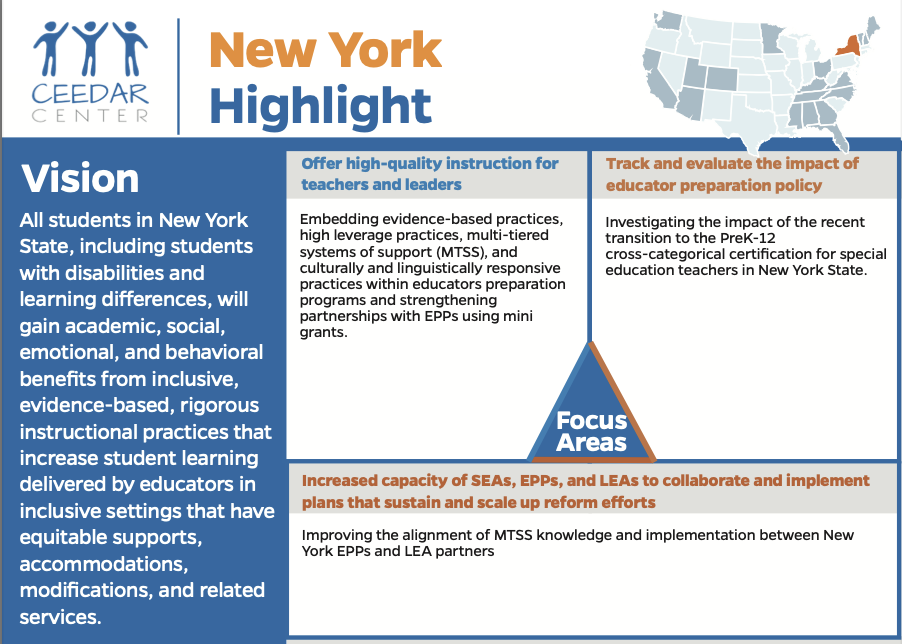 CEEDAR
CENTER
New York
Highlight
Vision
All students in New York
State, including students
with disabilities and
learning differences, will
gain academic, social,
emotional, and behavioral
benefits from inclusive,
evidence-based, rigorous
instructional practices that
increase student learning
delivered by educators in
inclusive settings that have
equitable supports,
accommodations,
modifications, and related
services.
Offer high-quality instruction for
teachers and leaders
Embedding evidence-based practices,
high leverage practices, multi-tiered
systems of support (MTSS), and
culturally and linguistically responsive
practices within educators preparation
programs and strengthening
partnerships with EPPs using mini
grants.
Track and evaluate the impact of
educator preparation policy
Investigating the impact of the recent
transition to the PreK-12
cross-categorical certification for special
education teachers in New York State.
Focus
Areas
Increased capacity of SEAs, EPPs, and LEAs to collaborate and implement
plans that sustain and scale up reform efforts
Improving the alignment of MTSS knowledge and implementation between New
York EPPs and LEA partners